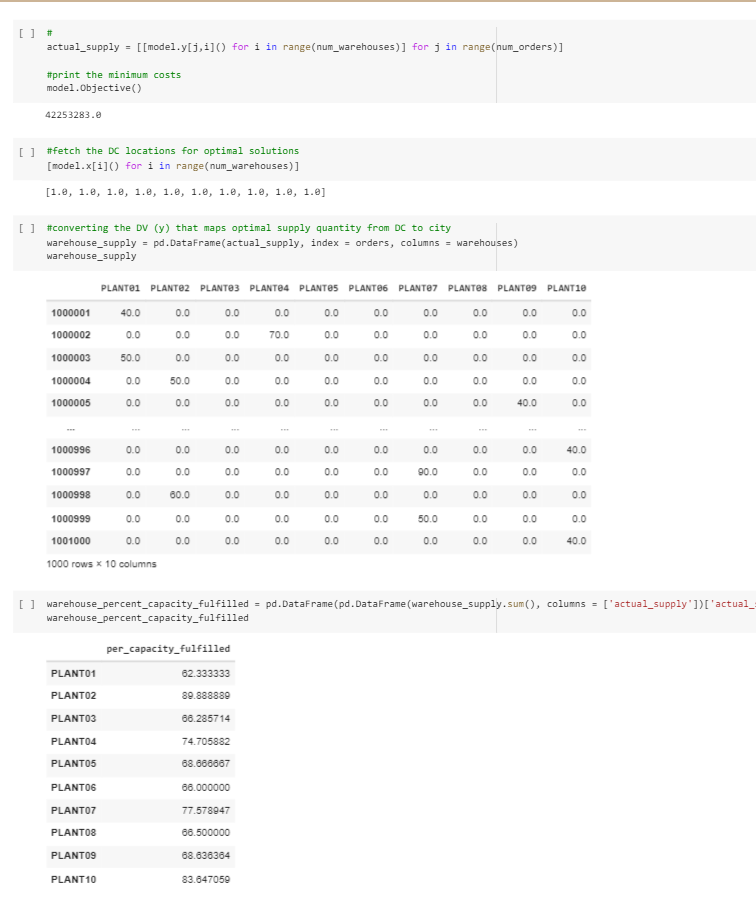 [ ] #
actual_supply = [[model.y[j,i]() for i in range(num_warehouses)] for j in range(num_orders)]
#print the minimum costs
model.Objective()
42253283.0
[ ] #fetch the DC locations for optimal solutions
[model.x[i]() for i in range(num_warehouses)]
[1.0, 1.0, 1.0, 1.0, 1.0, 1.0, 1.0, 1.0, 1.0, 1.0]
[ ] #converting the DV (y) that maps optimal supply quantity from DC to city
warehouse_supply = pd.DataFrame(actual_supply, index = orders, columns = warehouses)
warehouse_supply
PLANT01 PLANT02 PLANT03 PLANT04 PLANT05 PLANT06 PLANT07 PLANT08 PLANT09 PLANT10
1000001 40.0 0.0 0.0 0.0 0.0 0.0 0.0 0.0 0.0 0.0
1000002 0.0 0.0 0.0 70.0 0.0 0.0 0.0 0.0 0.0 0.0
1000003 50.0 0.0 0.0 0.0 0.0 0.0 0.0 0.0 0.0 0.0
1000004 0.0 50.0 0.0 0.0 0.0 0.0 0.0 0.0 0.0 0.0
1000005 0.0 0.0 0.0 0.0 0.0 0.0 0.0 0.0 40.0 0.0
... ... ... ... ... ... ... ... ... ... ...
1000996 0.0 0.0 0.0 0.0 0.0 0.0 0.0 0.0 0.0 40.0
1000997 0.0 0.0 0.0 0.0 0.0 0.0 90.0 0.0 0.0 0.0
1000998 0.0 60.0 0.0 0.0 0.0 0.0 0.0 0.0 0.0 0.0
1000999 0.0 0.0 0.0 0.0 0.0 0.0 50.0 0.0 0.0 0.0
1001000 0.0 0.0 0.0 0.0 0.0 0.0 0.0 0.0 0.0 40.0
1000 rows × 10 columns
[ ] warehouse_percent_capacity_fulfilled = pd.DataFrame(pd.DataFrame(warehouse_supply.sum(), columns = ['actual_supply'])['actual_
warehouse_percent_capacity_fulfilled
per_capacity_fulfilled
PLANT01 62.333333
PLANT02 89.888889
PLANT03 66.285714
PLANT04 74.705882
PLANT05 68.666667
PLANT06 66.000000
PLANT07 77.578947
PLANT08 66.500000
PLANT09 68.636364
PLANT10 83.647059